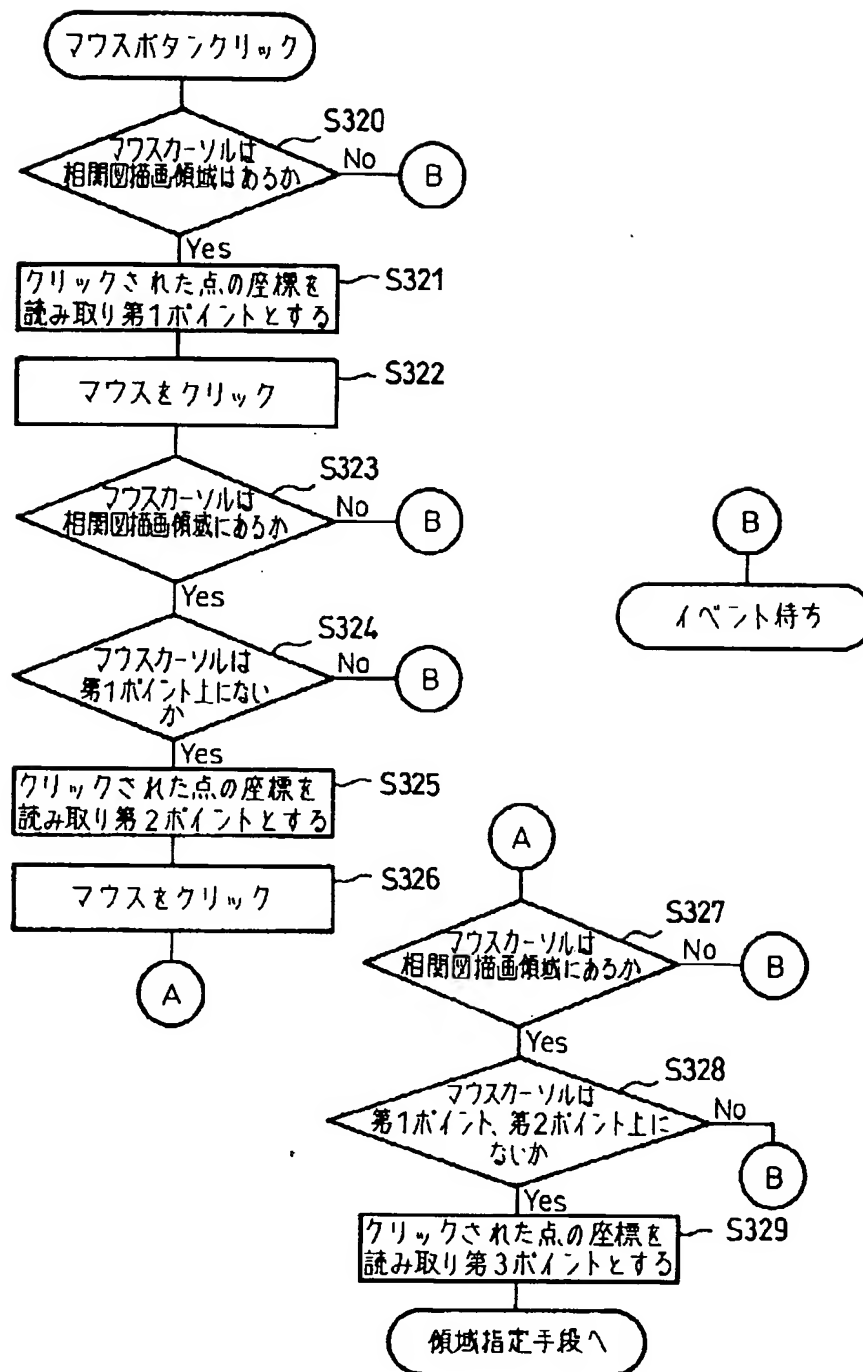 マウスボタンクリック
S320
マウスカーソルは
相関図描画領域はあるか
No
B
Yes
クリックされた点の座標を
読み取り第1ポイントとする
S321
マウスをクリック
S322
S323
マウスカーソルは
相関図描画領域にあるか
No
B
Yes
S324
マウスカーソルは
第1ポイント上にない
か
No
B
Yes
クリックされた点の座標を
読み取り第2ポイントとする
S325
マウスをクリック
S326
A
B
イベント待ち
A
S327
マウスカーソルは
相関図描画領域にあるか
No
B
Yes
S328
マウスカーソルは
第1ポイント、第2ポイント上に
ないか
No
B
Yes
クリックされた点の座標を
読み取り第3ポイントとする
S329
領域指定手段へ